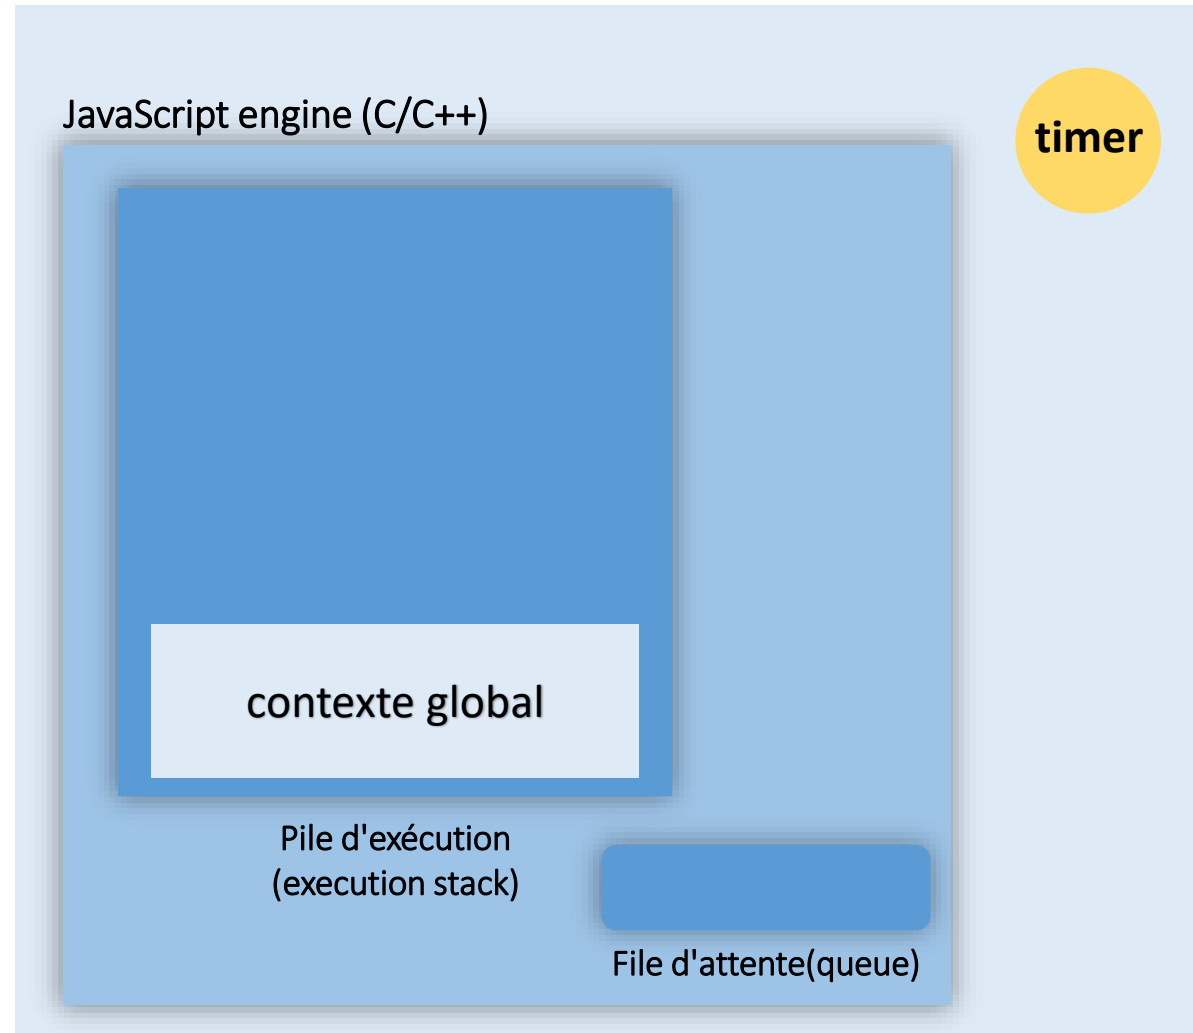 JavaScript engine (C/C++)
timer
contexte global
Pile d'exécution
(execution stack)
File d'attente(queue)